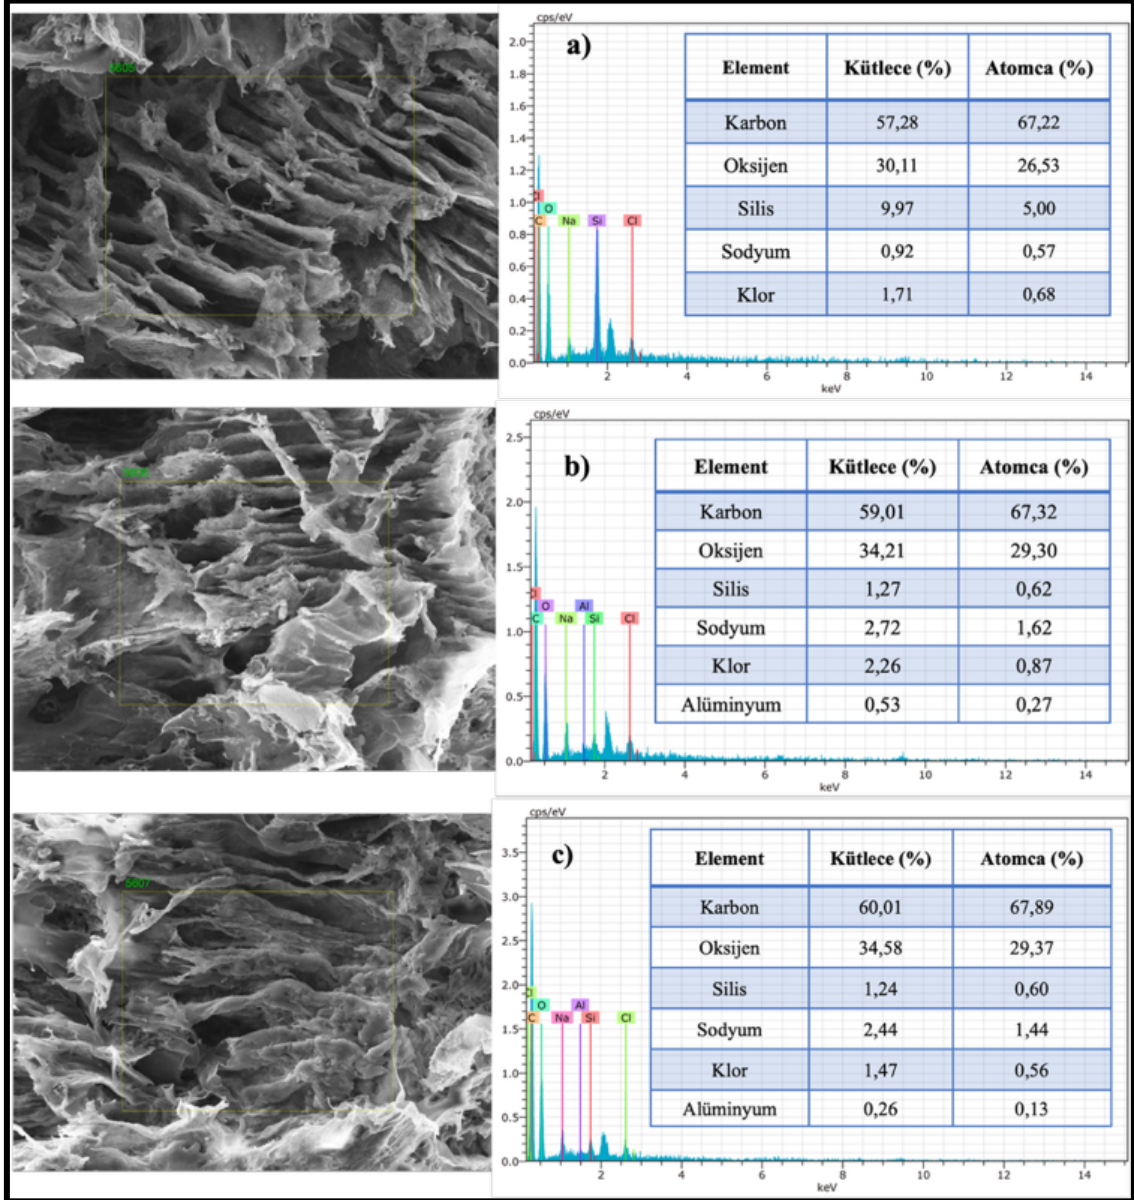 cps/eV
a)
Element Kütlece (%) Atomca (%)
Karbon 57,28 67,22
Oksijen 30,11 26,53
Silis 9,97 5,00
Sodyum 0,92 0,57
Klor 1,71 0,68
2.0
1.8
1.6
1.4
1.2
1.0
0.8
0.6
0.4
0.2
0.0
O
C Na Si Cl
2 4 6 8 10 12 14
keV
cps/eV
b)
Element Kütlece (%) Atomca (%)
Karbon 59,01 67,32
Oksijen 34,21 29,30
Silis 1,27 0,62
Sodyum 2,72 1,62
Klor 2,26 0,87
Alüminyum 0,53 0,27
2.5
2.0
1.5
1.0
0.5
0.0
O Al
C Na Si Cl
2 4 6 8 10 12 14
keV
5607
cps/eV
c)
Element Kütlece (%) Atomca (%)
Karbon 60,01 67,89
Oksijen 34,58 29,37
Silis 1,24 0,60
Sodyum 2,44 1,44
Klor 1,47 0,56
Alüminyum 0,26 0,13
3.5
3.0
2.5
2.0
1.5
1.0
0.5
0.0
O Al
C Na Si Cl
2 4 6 8 10 12 14
keV